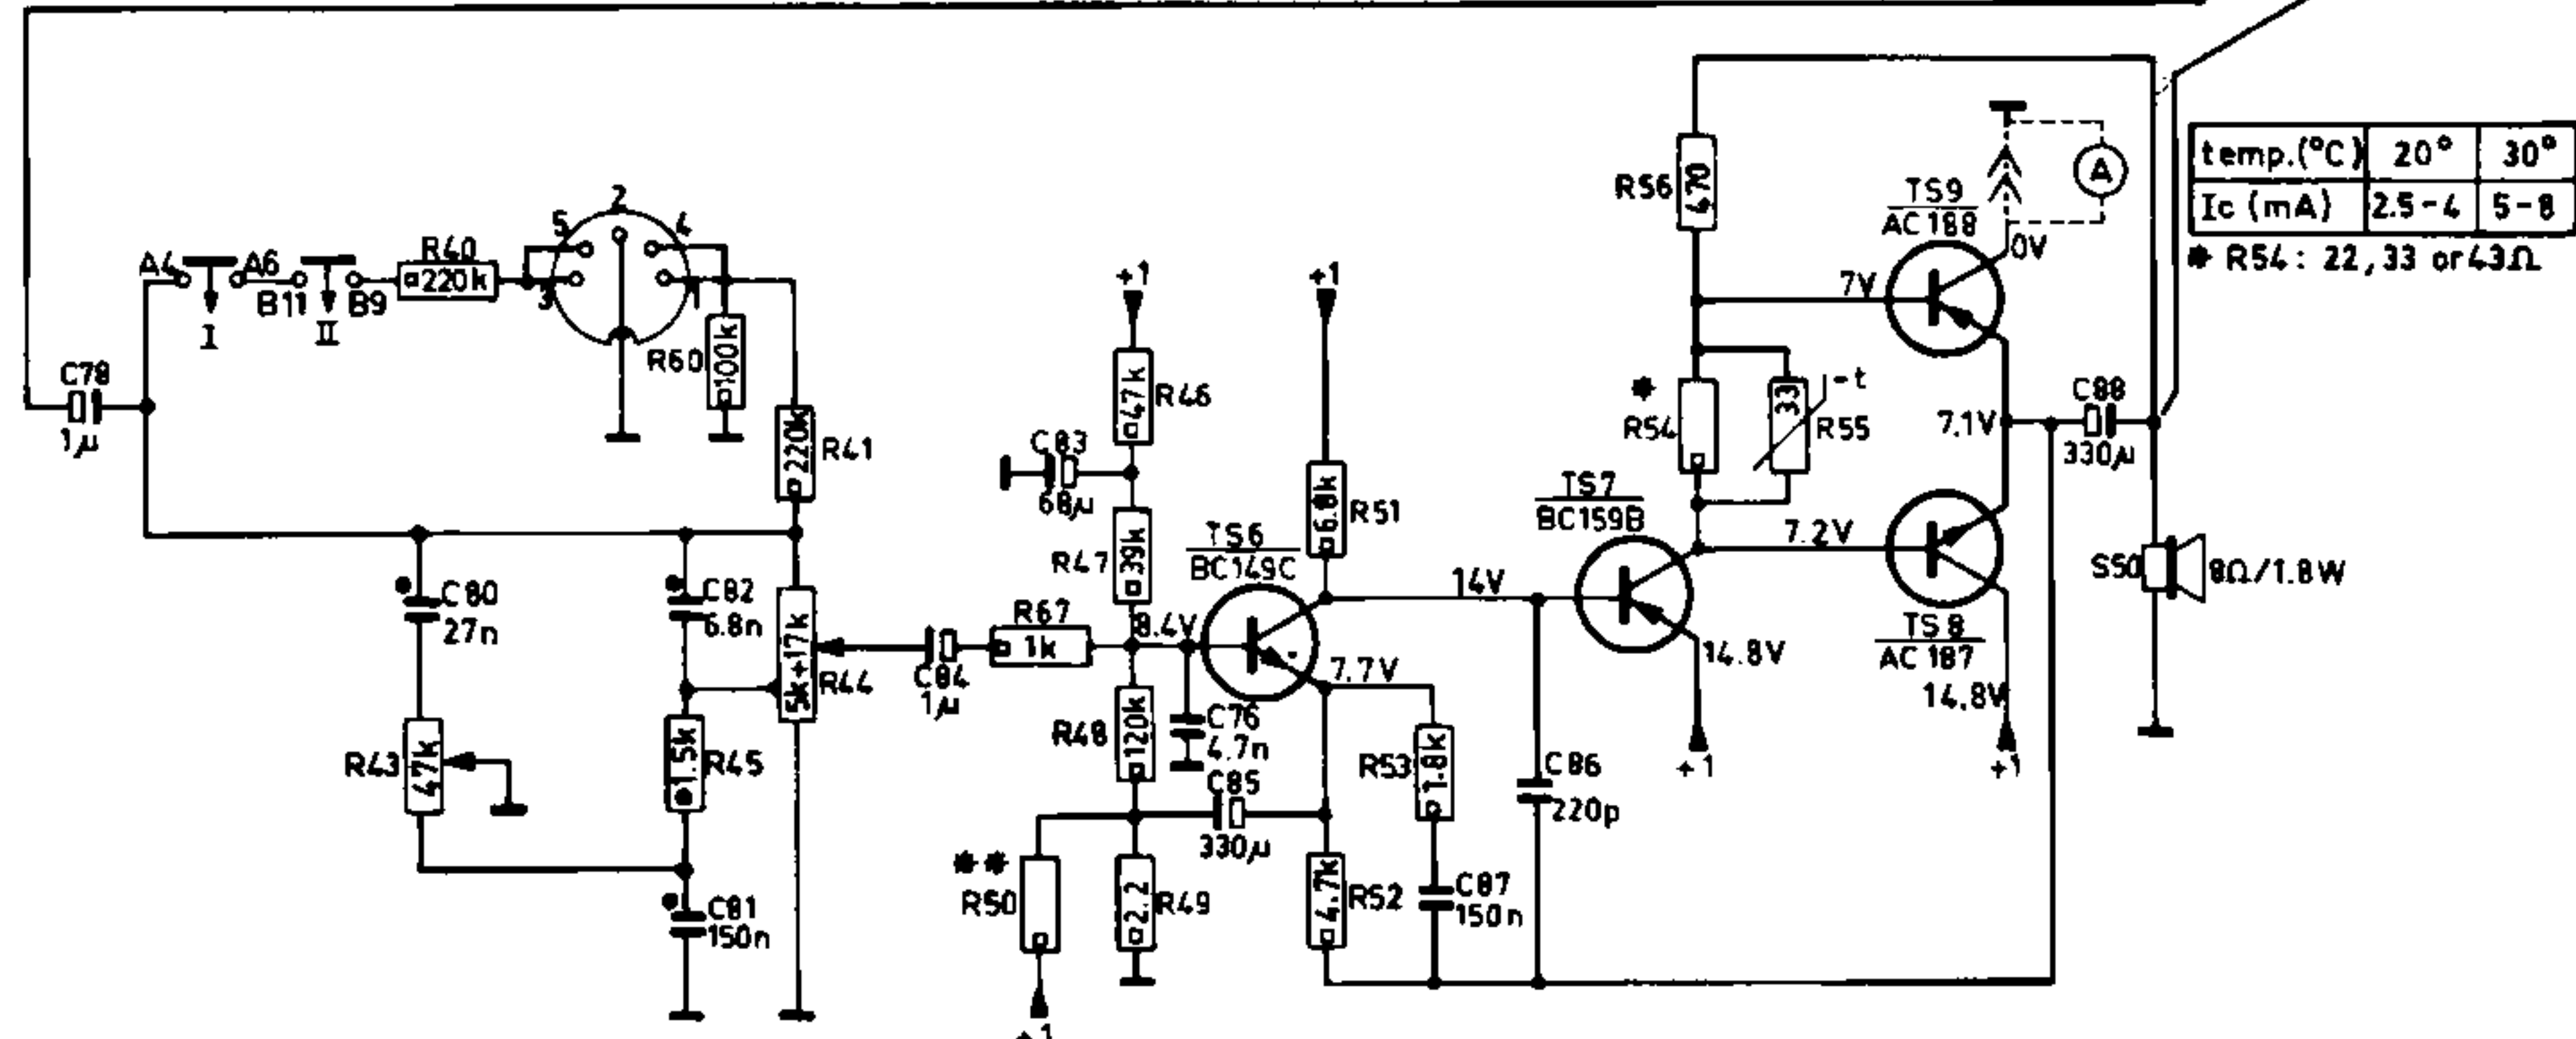 temp.(°C) 20° 30°
Ic (mA) 2.5-4 5-8
* R54: 22, 33 or 43Ω
A4 A6 B11 B9
I II
R40
220k
5 2 4
3 1
R60
100k
C78
1µ
R41
220k
C80
27n
C82
6.8n
R43
47k
R45
1.5k
C81
150n
R44
5k+17k
C84
1µ
R67
1k
+1
R46
47k
C83
68µ
R47
39k
8.4V
R48
120k
C76
4.7n
C85
330µ
**
R50
+1
R49
2.2
TS6
BC149C
+1
R51
6.8k
7.7V
R52
4.7k
R53
1.8k
C87
150n
14V
C86
220p
TS7
BC159B
14.8V
+1
R56
470
*
R54
R55
33
-t
7V
7.2V
TS9
AC188
0V
A
7.1V
TS8
AC187
14.8V
+1
C88
330µ
S50
8Ω/1.8W